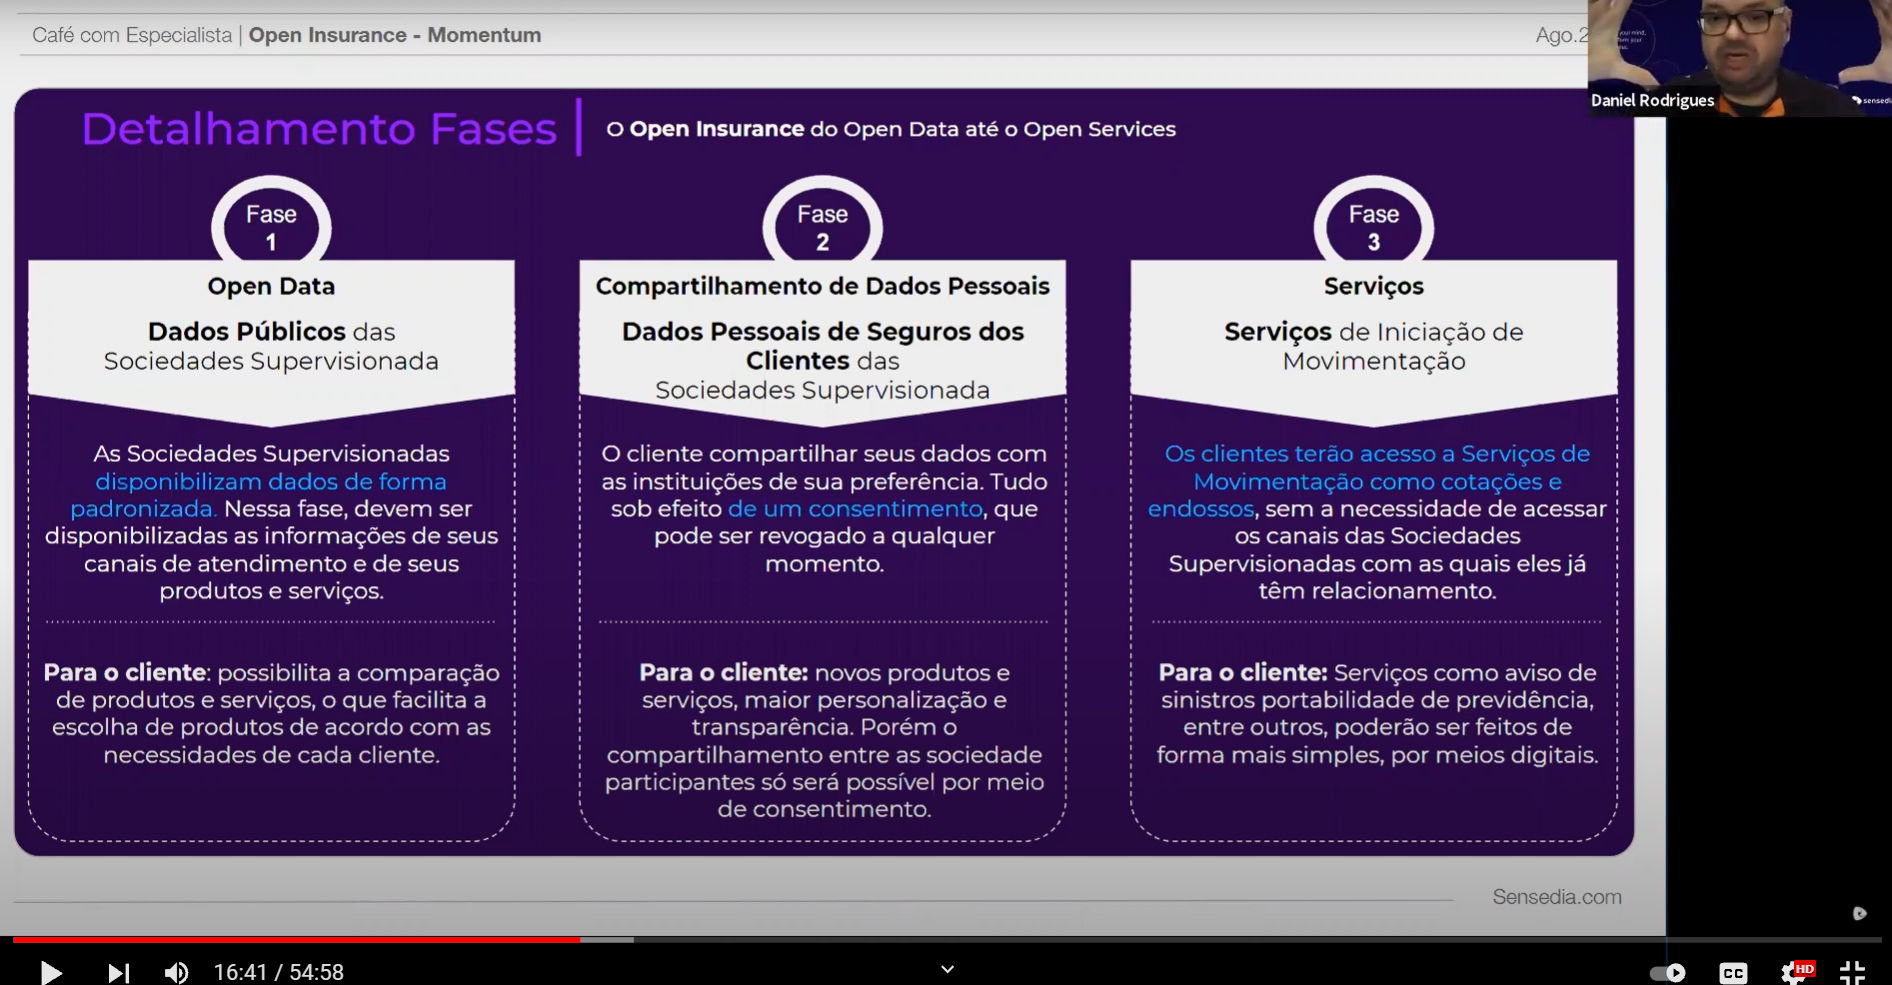 Café com Especialista | Open Insurance - Momentum
Ago.2
your mind,
sensedia
Daniel Rodrigues
Detalhamento Fases
O Open Insurance do Open Data até o Open Services
Fase
1
Open Data
Dados Públicos das
Sociedades Supervisionada
As Sociedades Supervisionadas
disponibilizam dados de forma
padronizada. Nessa fase, devem ser
disponibilizadas as informações de seus
canais de atendimento e de seus
produtos e serviços.
Para o cliente: possibilita a comparação
de produtos e serviços, o que facilita a
escolha de produtos de acordo com as
necessidades de cada cliente.
Fase
2
Compartilhamento de Dados Pessoais
Dados Pessoais de Seguros dos
Clientes das
Sociedades Supervisionada
O cliente compartilhar seus dados com
as instituições de sua preferência. Tudo
sob efeito de um consentimento, que
pode ser revogado a qualquer
momento.
Para o cliente: novos produtos e
serviços, maior personalização e
transparência. Porém o
compartilhamento entre as sociedade
participantes só será possível por meio
de consentimento.
Fase
3
Serviços
Serviços de Iniciação de
Movimentação
Os clientes terão acesso a Serviços de
Movimentação como cotações e
endossos, sem a necessidade de acessar
os canais das Sociedades
Supervisionadas com as quais eles já
têm relacionamento.
Para o cliente: Serviços como aviso de
sinistros portabilidade de previdência,
entre outros, poderão ser feitos de
forma mais simples, por meios digitais.
Sensedia.com
16:41 / 54:58
CC
HD